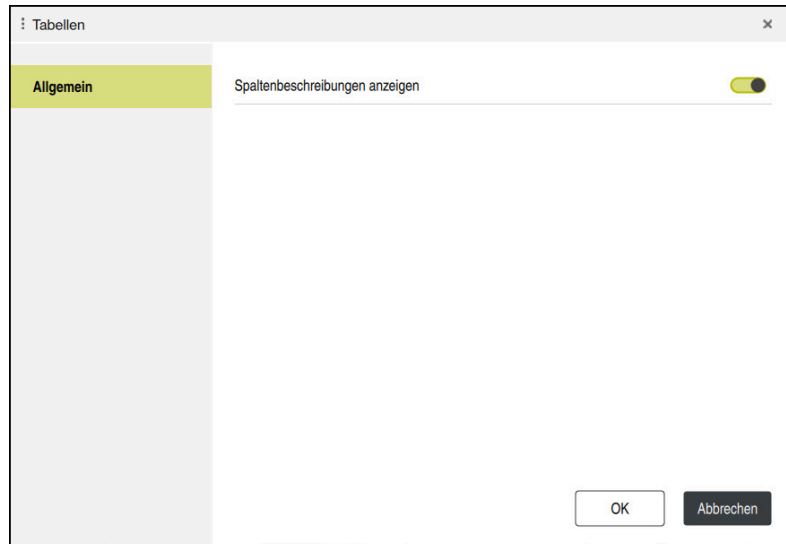 Tabellen
Allgemein
Spaltenbeschreibungen anzeigen
OK
Abbrechen